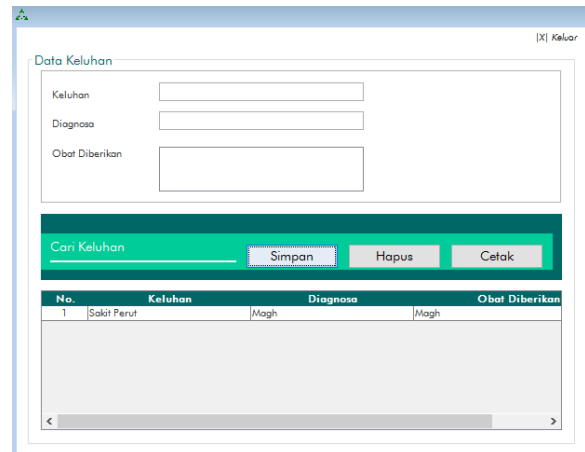 |X| Keluar
Data Keluhan
Keluhan
Diagnosa
Obat Diberikan
Cari Keluhan
Simpan Hapus Cetak
No. Keluhan Diagnosa Obat Diberikan
1 Sakit Perut Magh Magh